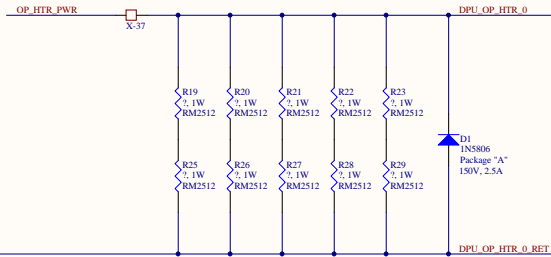 OP_HTR_PWR
DPU_OP_HTR_0
X-37
R19
?, 1W
RM2512
R20
?, 1W
RM2512
R21
?, 1W
RM2512
R22
?, 1W
RM2512
R23
?, 1W
RM2512
D1
1N5806
Package "A"
150V, 2.5A
R25
?, 1W
RM2512
R26
?, 1W
RM2512
R27
?, 1W
RM2512
R28
?, 1W
RM2512
R29
?, 1W
RM2512
DPU_OP_HTR_0_RET